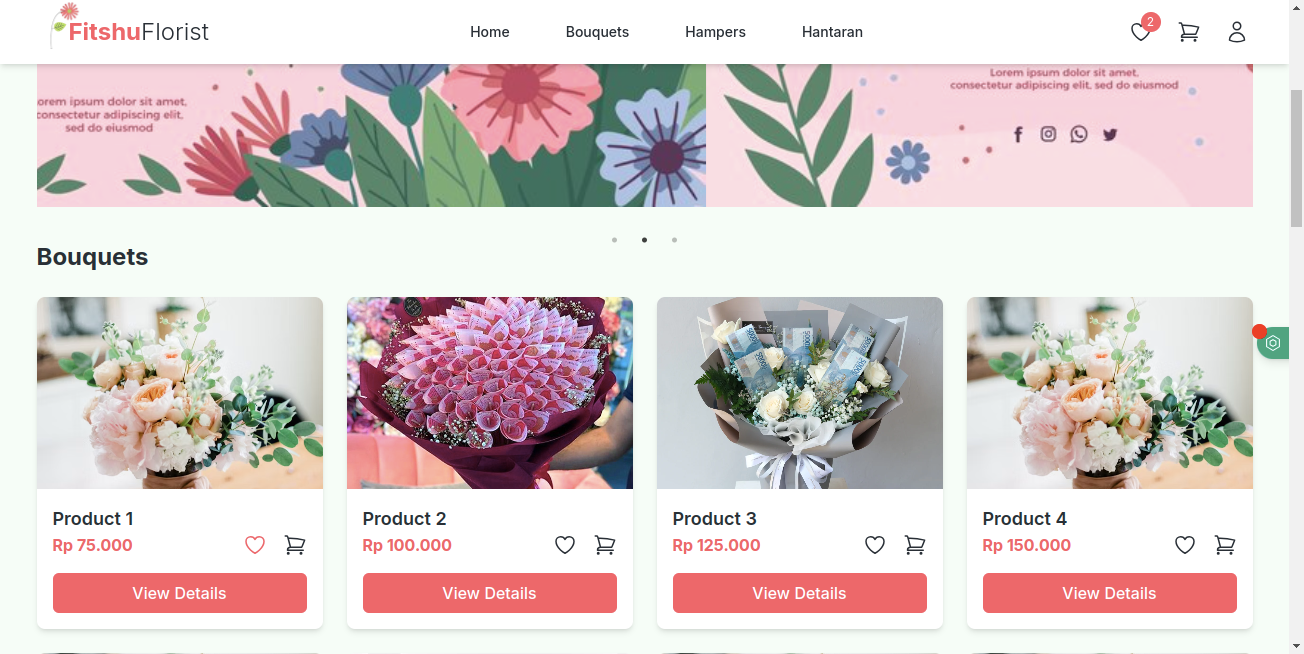 FitshuFlorist
Home
Bouquets
Hampers
Hantaran
2
orem ipsum dolor sit amet,
consectetur adipiscing elit,
sed do eiusmod
Lorem ipsum dolor sit amet,
consectetur adipiscing elit, sed do eiusmod
Bouquets
Product 1
Rp 75.000
View Details
Product 2
Rp 100.000
View Details
Product 3
Rp 125.000
View Details
Product 4
Rp 150.000
View Details